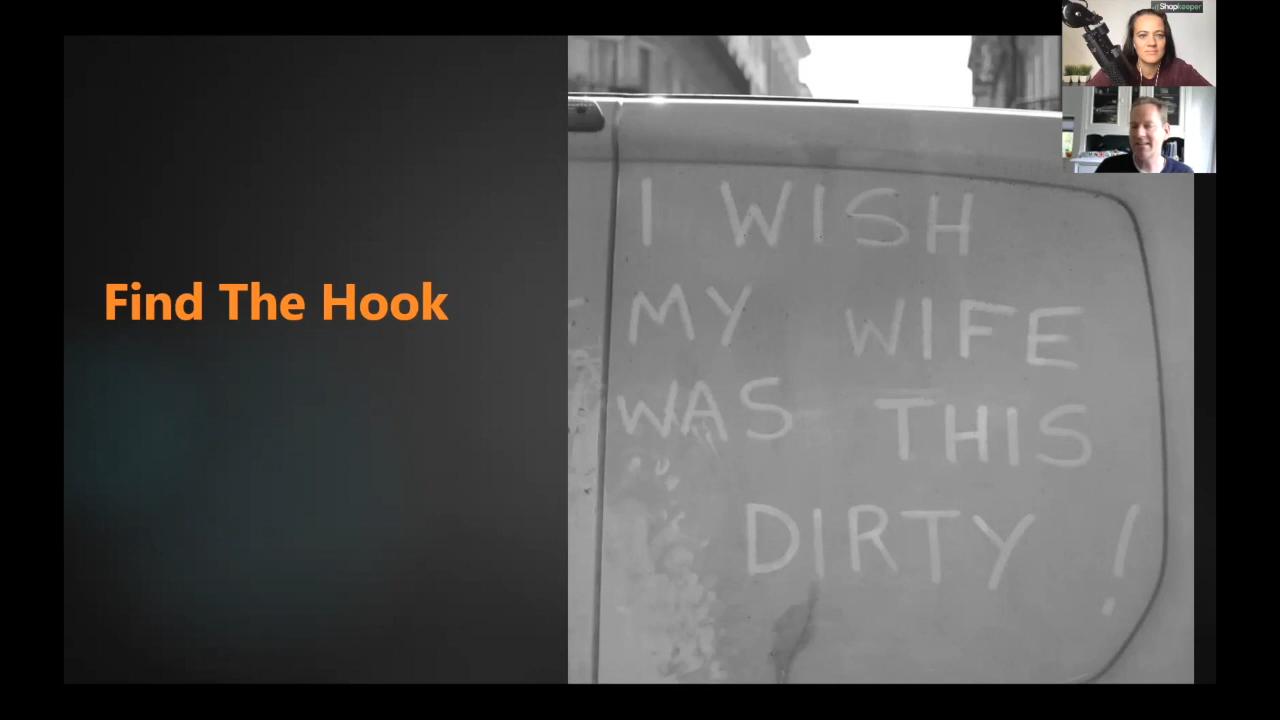 Shopkeeper
Find The Hook
I WISH
MY WIFE
WAS THIS
DIRTY !